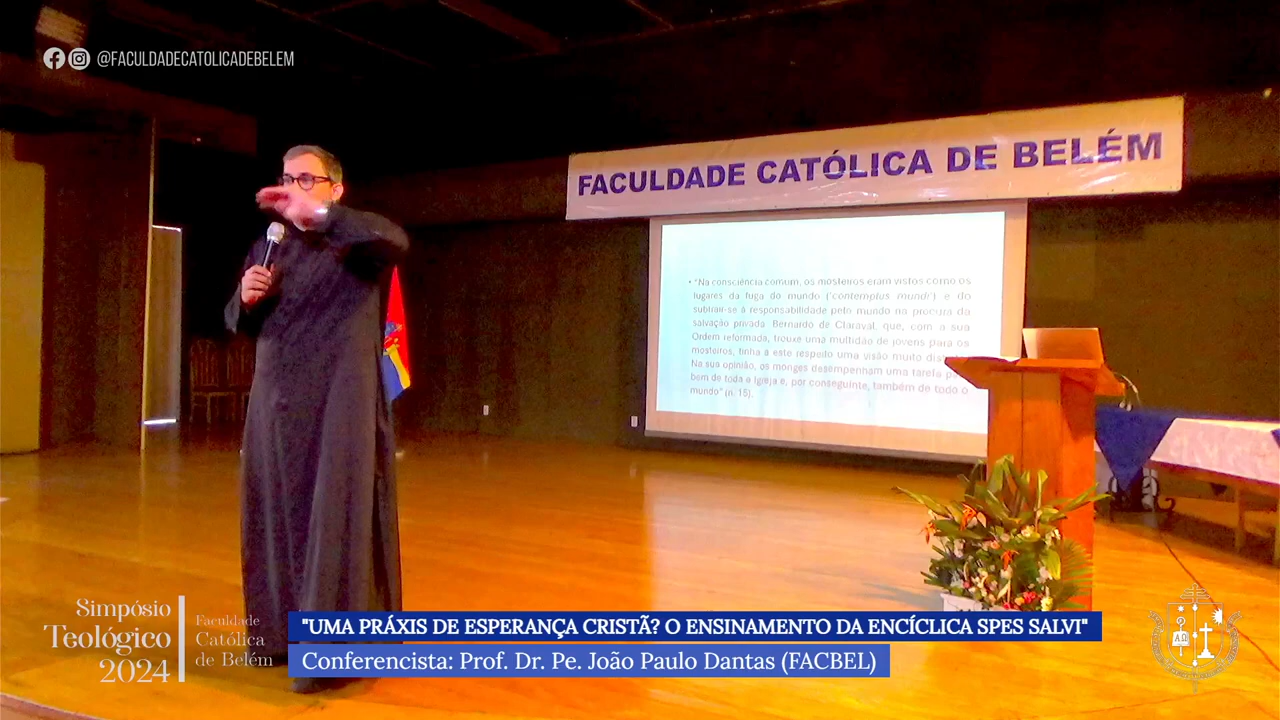 @FACULDADECATOLICADEBELEM
FACULDADE CATÓLICA DE BELÉM
• "Na consciência comum, os mosteiros eram vistos como os
lugares da fuga do mundo ('contemptus mundi') e do
subtrair-se à responsabilidade pelo mundo na procura da
salvação privada. Bernardo de Claraval, que, com a sua
Ordem reformada, trouxe uma multidão de jovens para os
mosteiros, tinha a este respeito uma visão muito
Na sua opinião, os monges desempenham uma tarefa
bem de toda a Igreja e, por conseguinte, também de todo o
mundo" (n. 15).
Simpósio
Teológico
2024
Faculdade
Católica
de Belém
"UMA PRÁXIS DE ESPERANÇA CRISTÃ? O ENSINAMENTO DA ENCÍCLICA SPES SALVI"
Conferencista: Prof. Dr. Pe. João Paulo Dantas (FACBEL)